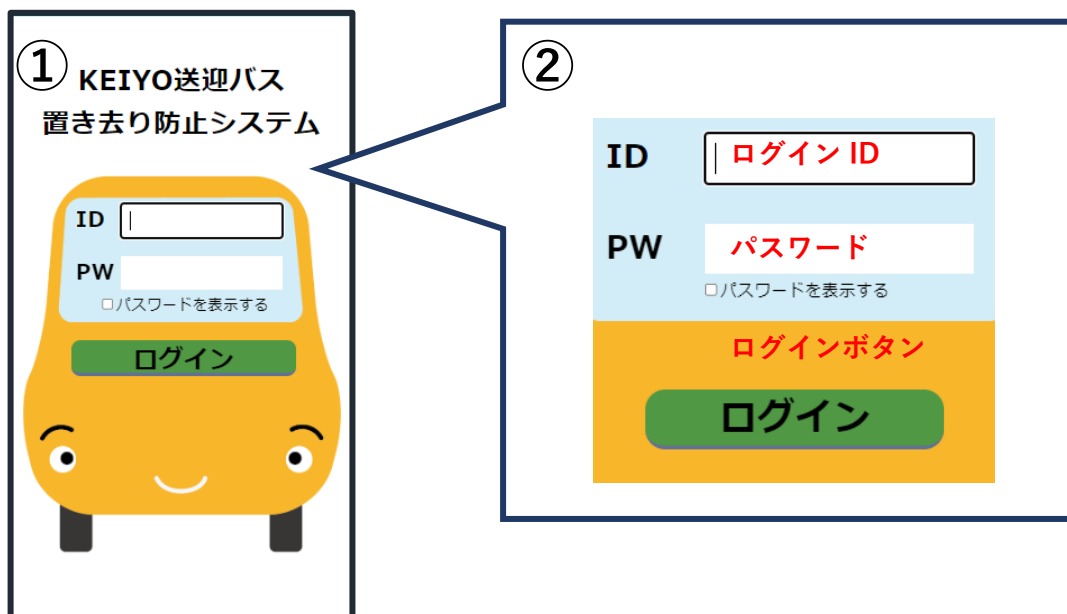 ①
KEIYO送迎バス
置き去り防止システム
ID
PW
パスワードを表示する
ログイン
②
ID ログイン ID
PW パスワード
パスワードを表示する
ログインボタン
ログイン